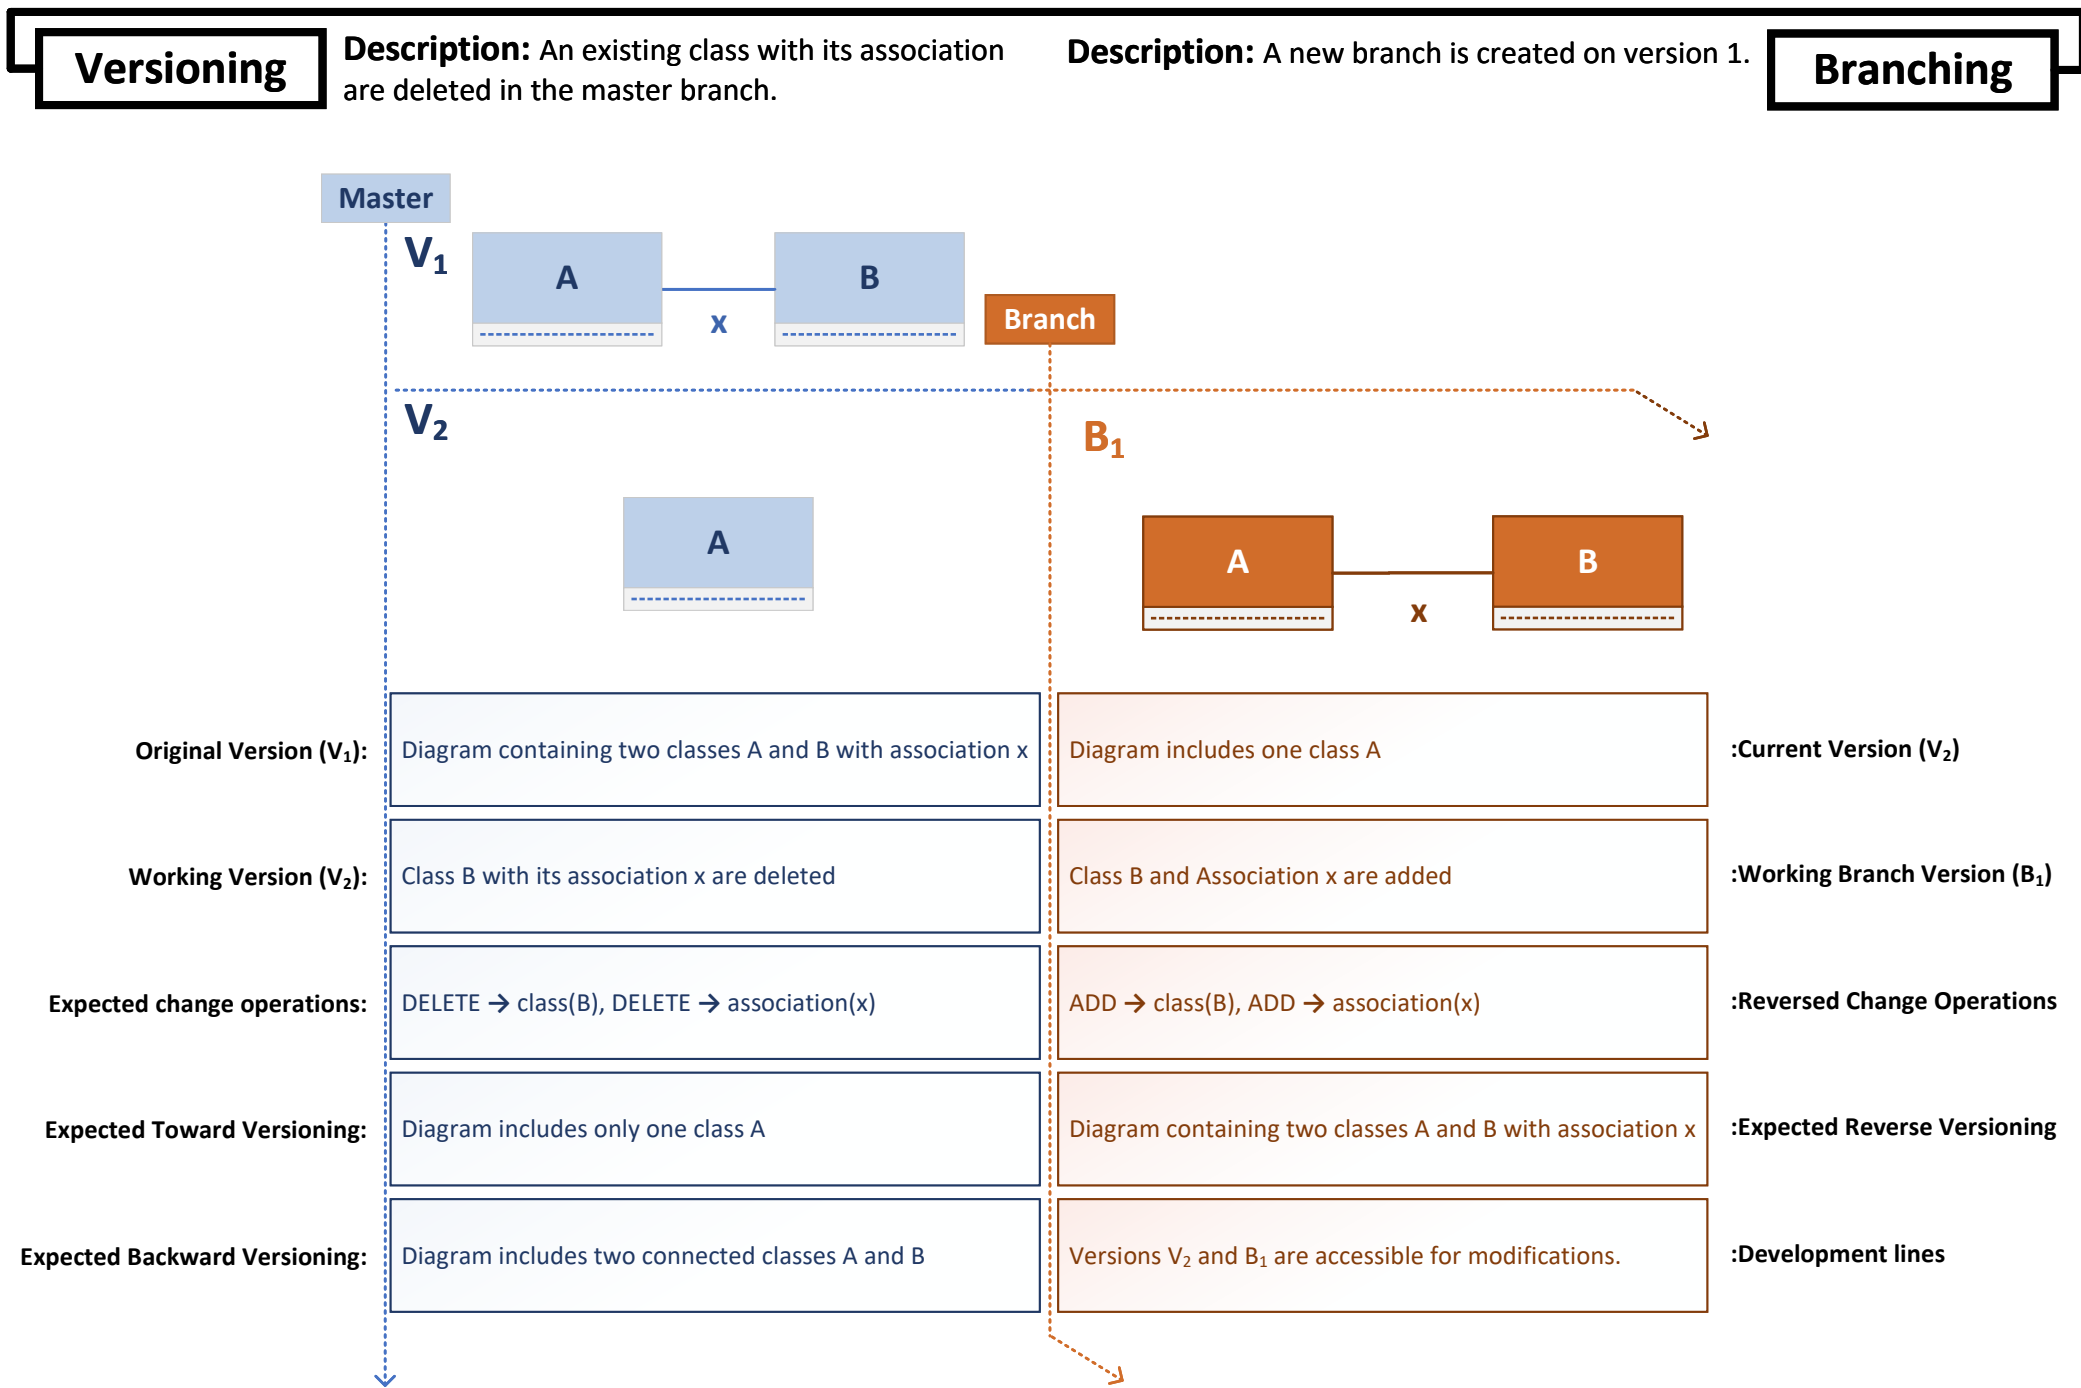 Versioning
Description: An existing class with its association
are deleted in the master branch.
Description: A new branch is created on version 1.
Branching
Master
V₁
A
B
x
Branch
V₂
B₁
A
A
B
x
Original Version (V₁):
Diagram containing two classes A and B with association x
Diagram includes one class A
:Current Version (V₂)
Working Version (V₂):
Class B with its association x are deleted
Class B and Association x are added
:Working Branch Version (B₁)
Expected change operations:
DELETE → class(B), DELETE → association(x)
ADD → class(B), ADD → association(x)
:Reversed Change Operations
Expected Toward Versioning:
Diagram includes only one class A
Diagram containing two classes A and B with association x
:Expected Reverse Versioning
Expected Backward Versioning:
Diagram includes two connected classes A and B
Versions V₂ and B₁ are accessible for modifications.
:Development lines